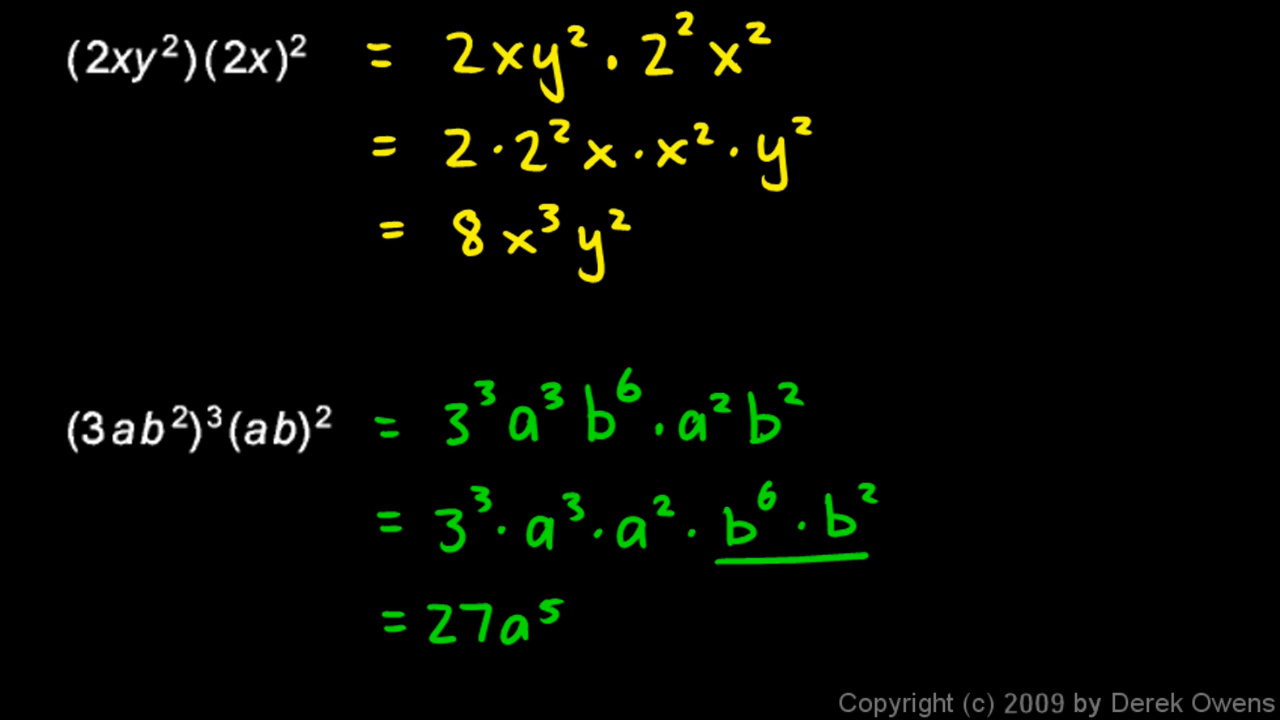 (2xy²)(2x)² = 2xy² · 2²x²
= 2 · 2²x · x² · y²
= 8x³y²
(3ab²)³(ab)² = 3³a³b⁶ · a²b²
= 3³ · a³ · a² · b⁶ · b²
= 27a⁵
Copyright (c) 2009 by Derek Owens